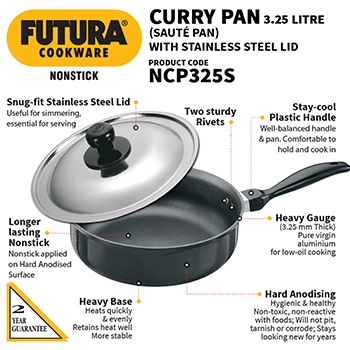 FUTURA®
COOKWARE
NONSTICK
CURRY PAN 3.25 LITRE
(SAUTÉ PAN)
WITH STAINLESS STEEL LID
PRODUCT CODE
NCP325S
Snug-fit Stainless Steel Lid
Useful for simmering,
essential for serving
Two sturdy
Rivets
Stay-cool
Plastic Handle
Well-balanced handle
& pan. Comfortable to
hold and cook in
Longer
lasting
Nonstick
Nonstick applied
on Hard Anodised
Surface
Heavy Gauge
(3.25 mm Thick)
Pure virgin
aluminium
for low-oil cooking
2
YEAR
GUARANTEE
Heavy Base
Heats quickly
& evenly
Retains heat well
More stable
Hard Anodising
Hygienic & healthy
Non-toxic, non-reactive
with foods; Will not pit,
tarnish or corrode; Stays
looking new for years